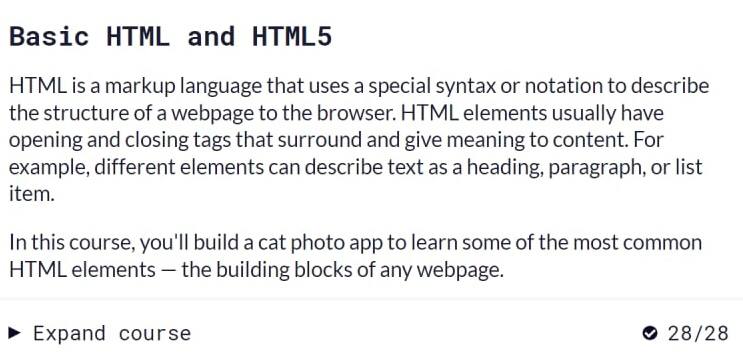 Basic HTML and HTML5
HTML is a markup language that uses a special syntax or notation to describe
the structure of a webpage to the browser. HTML elements usually have
opening and closing tags that surround and give meaning to content. For
example, different elements can describe text as a heading, paragraph, or list
item.
In this course, you'll build a cat photo app to learn some of the most common
HTML elements — the building blocks of any webpage.
Expand course
28/28